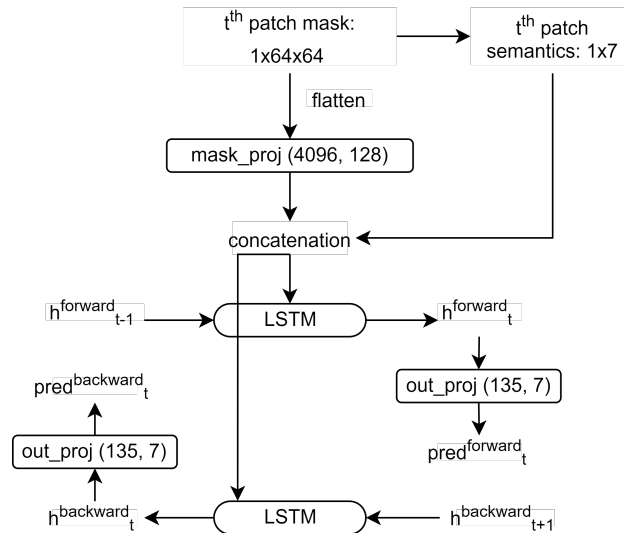 t^th patch mask:
1x64x64
t^th patch
semantics: 1x7
flatten
mask_proj (4096, 128)
concatenation
h^forward_t-1
LSTM
h^forward_t
out_proj (135, 7)
pred^forward_t
pred^backward_t
out_proj (135, 7)
h^backward_t
LSTM
h^backward_t+1